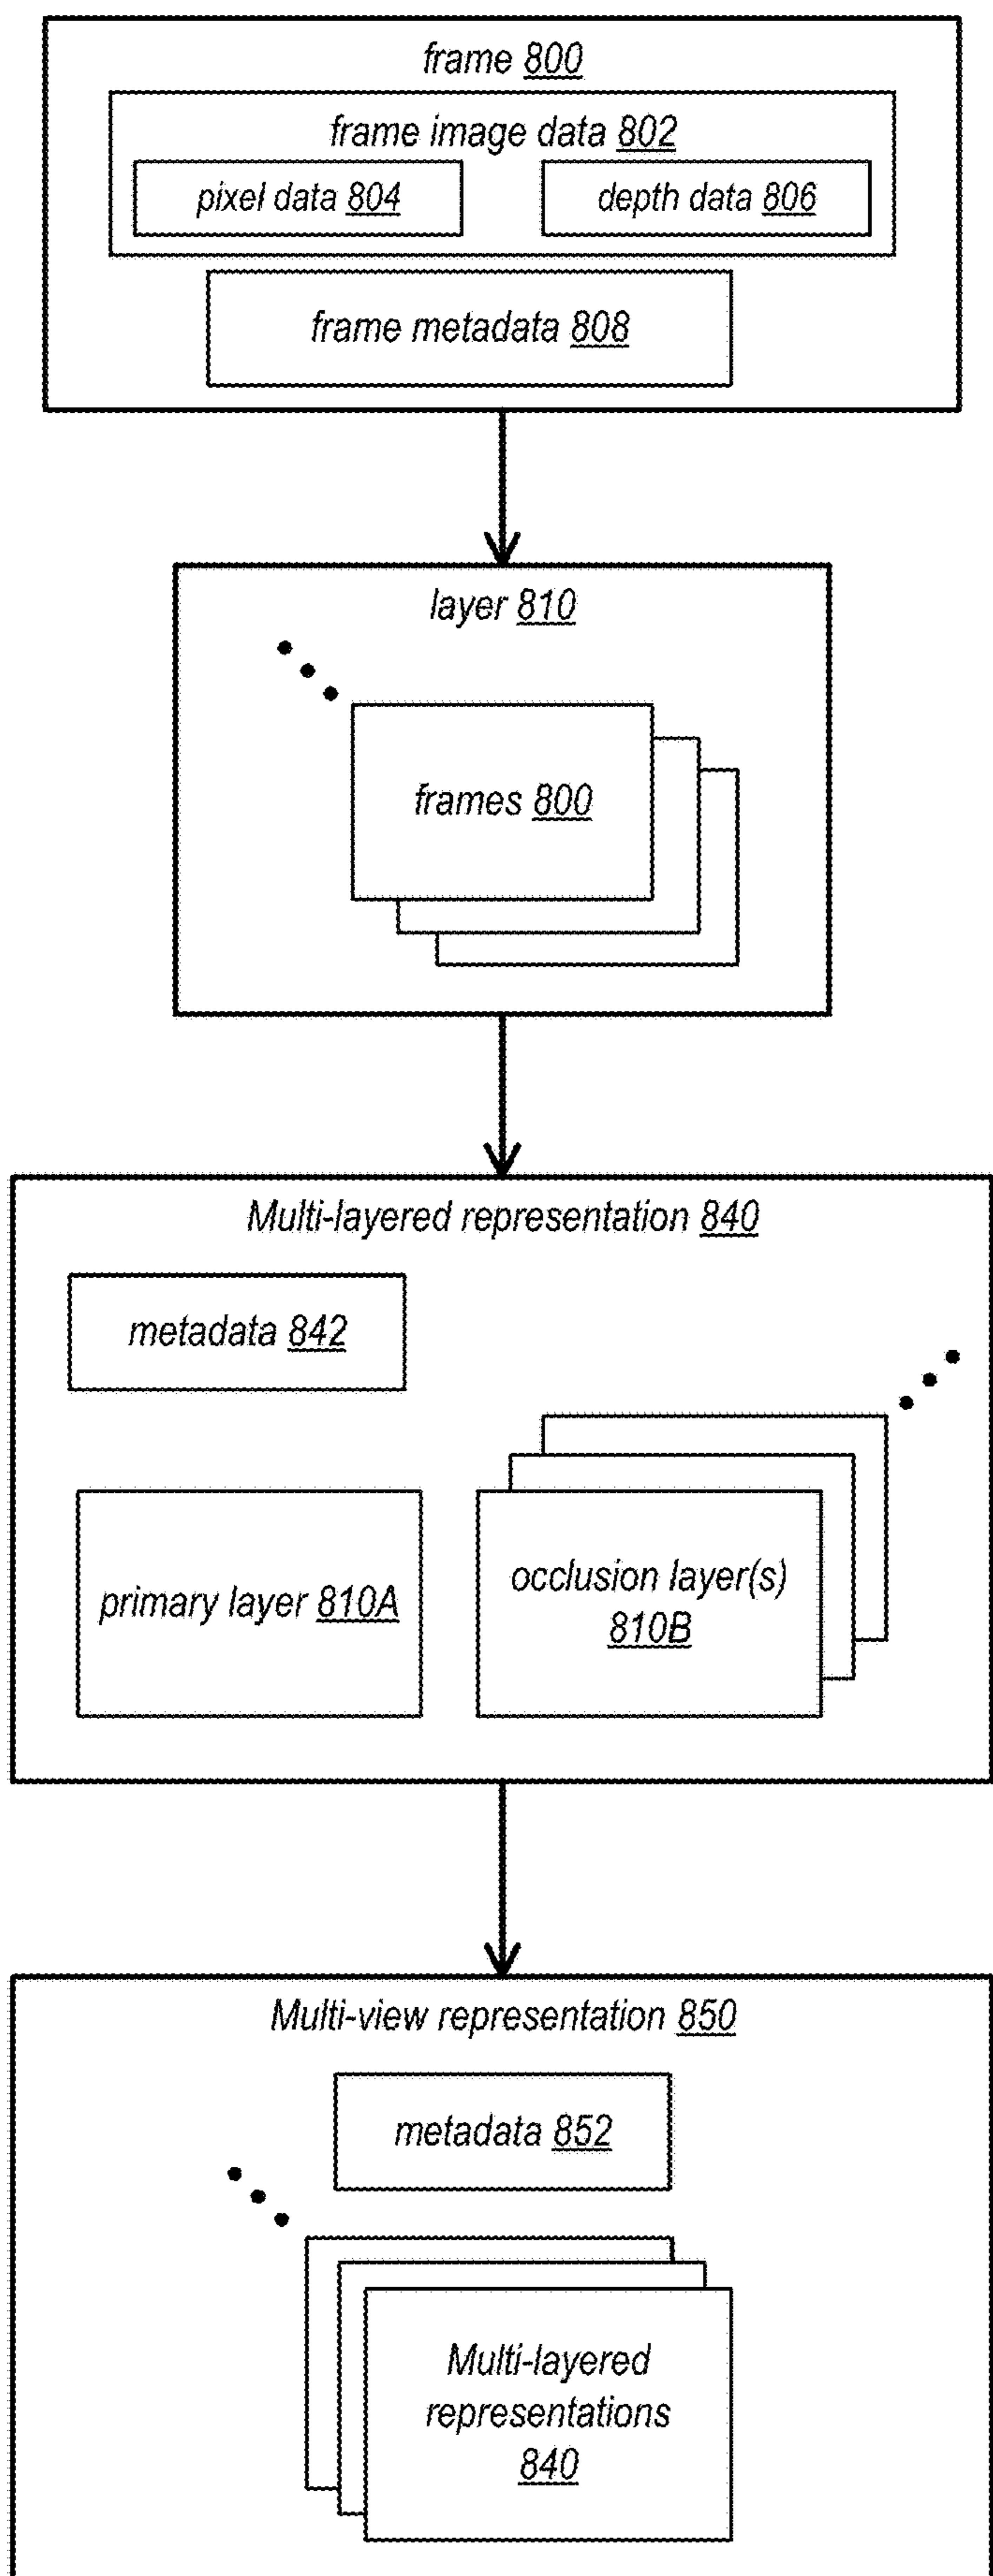 frame 800
frame image data 802
pixel data 804
depth data 806
frame metadata 808
layer 810
frames 800
Multi-layered representation 840
metadata 842
primary layer 810A
occlusion layer(s)
810B
Multi-view representation 850
metadata 852
Multi-layered
representations
840